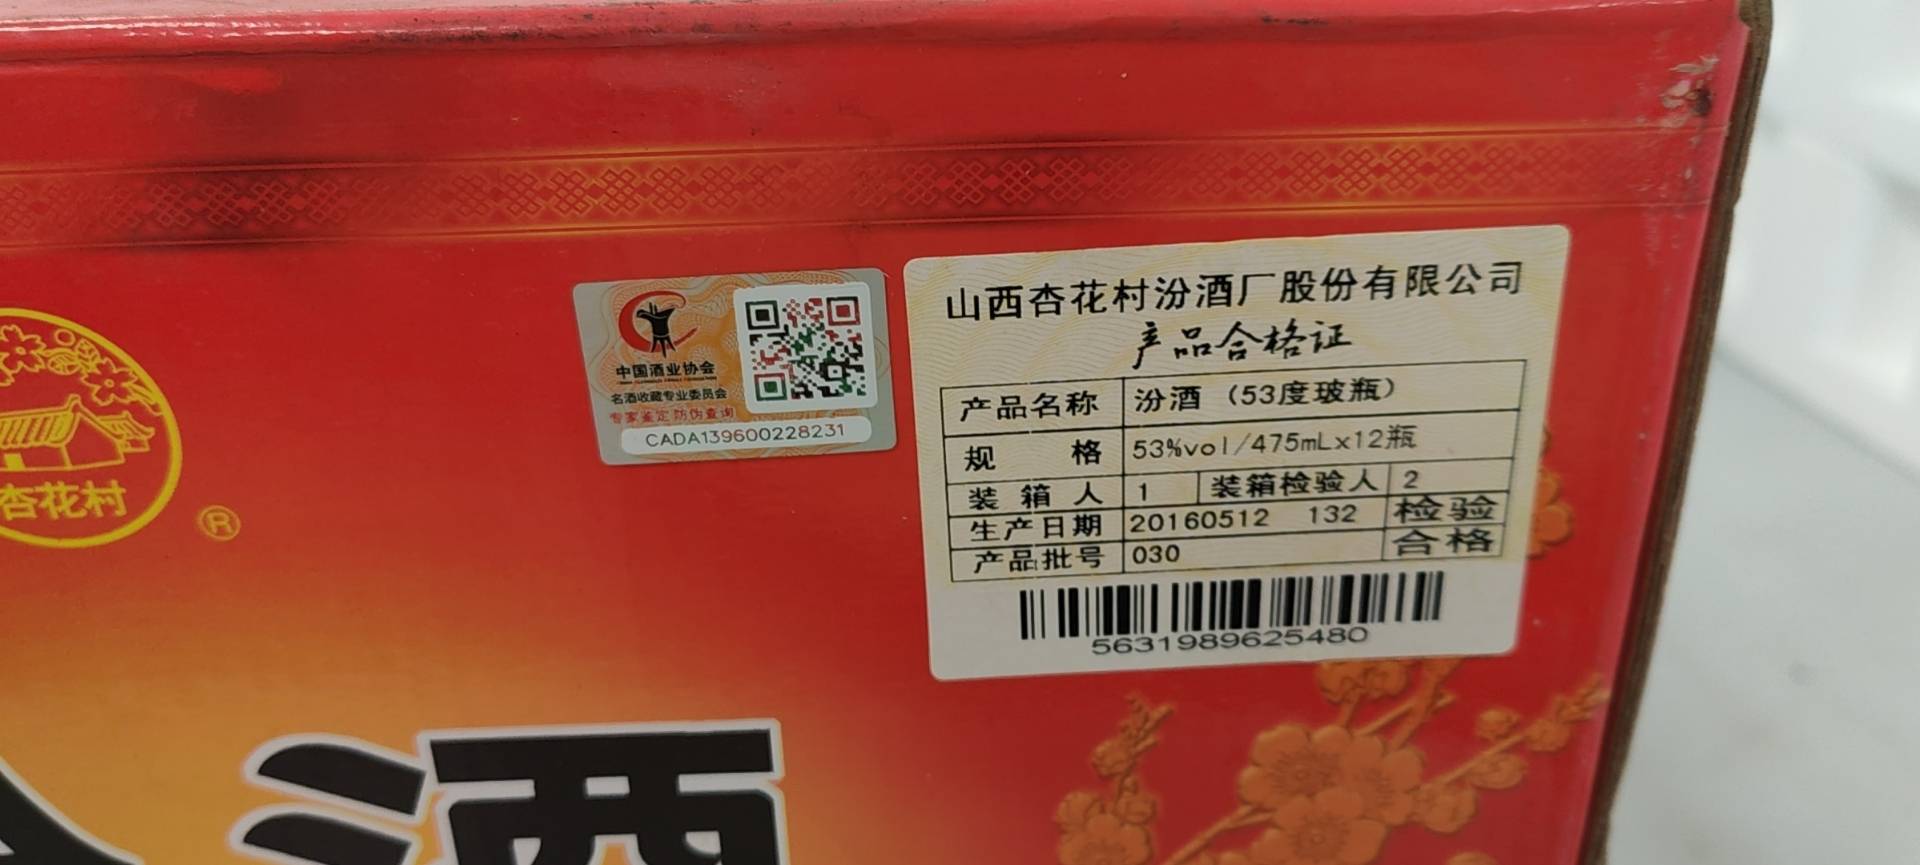 杏花村
®
中国酒业协会
名酒收藏专业委员会
专家鉴定防伪查询
CADA139600228231
山西杏花村汾酒厂股份有限公司
产品合格证
产品名称 汾酒（53度玻瓶）
规 格 53%vol/475mLx12瓶
装 箱 人 1 装箱检验人 2
生产日期 20160512 132 检验
产品批号 030 合格
5631989625480
酒